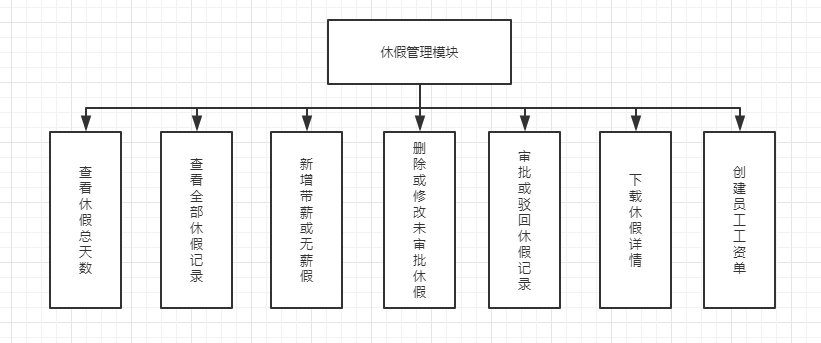 休假管理模块
查看休假总天数
查看全部休假记录
新增带薪或无薪假
删除或修改未审批休假
审批或驳回休假记录
下载休假详情
创建员工工资单